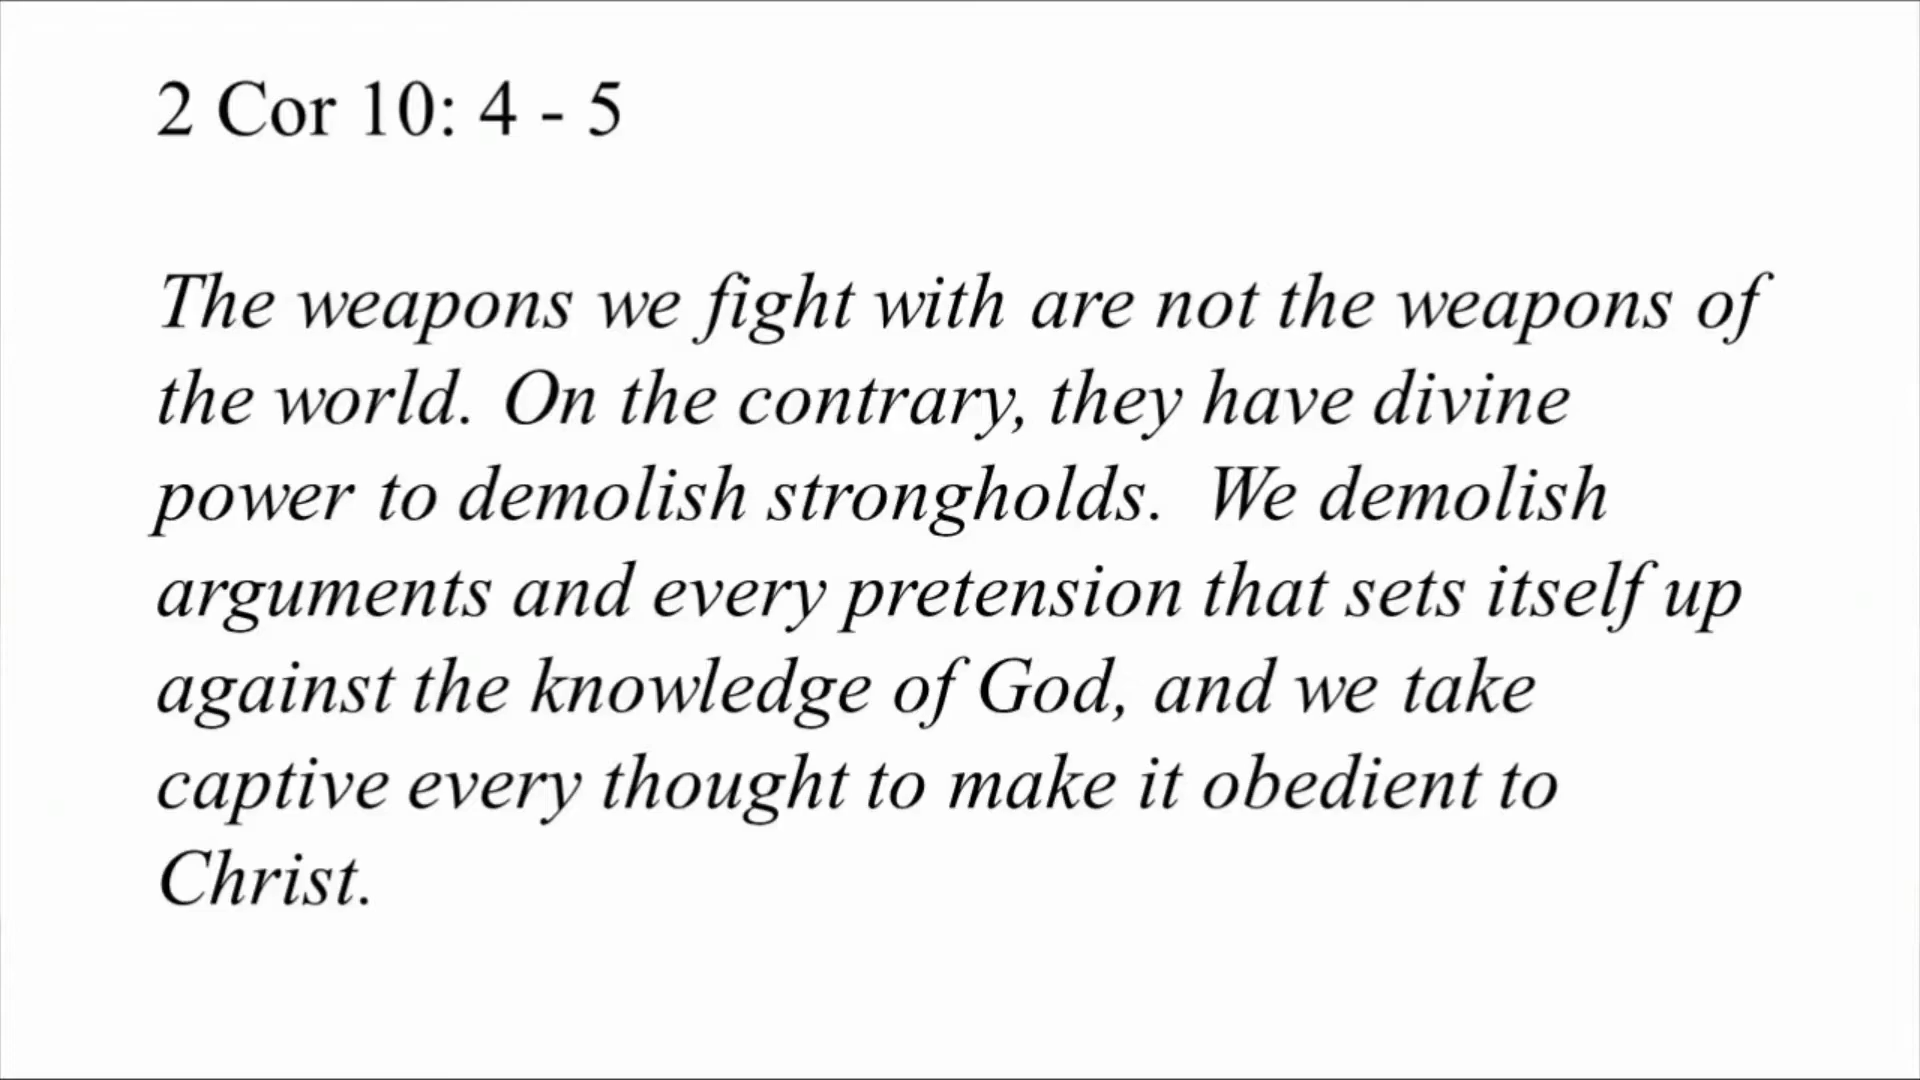 2 Cor 10: 4 - 5
The weapons we fight with are not the weapons of
the world. On the contrary, they have divine
power to demolish strongholds. We demolish
arguments and every pretension that sets itself up
against the knowledge of God, and we take
captive every thought to make it obedient to
Christ.